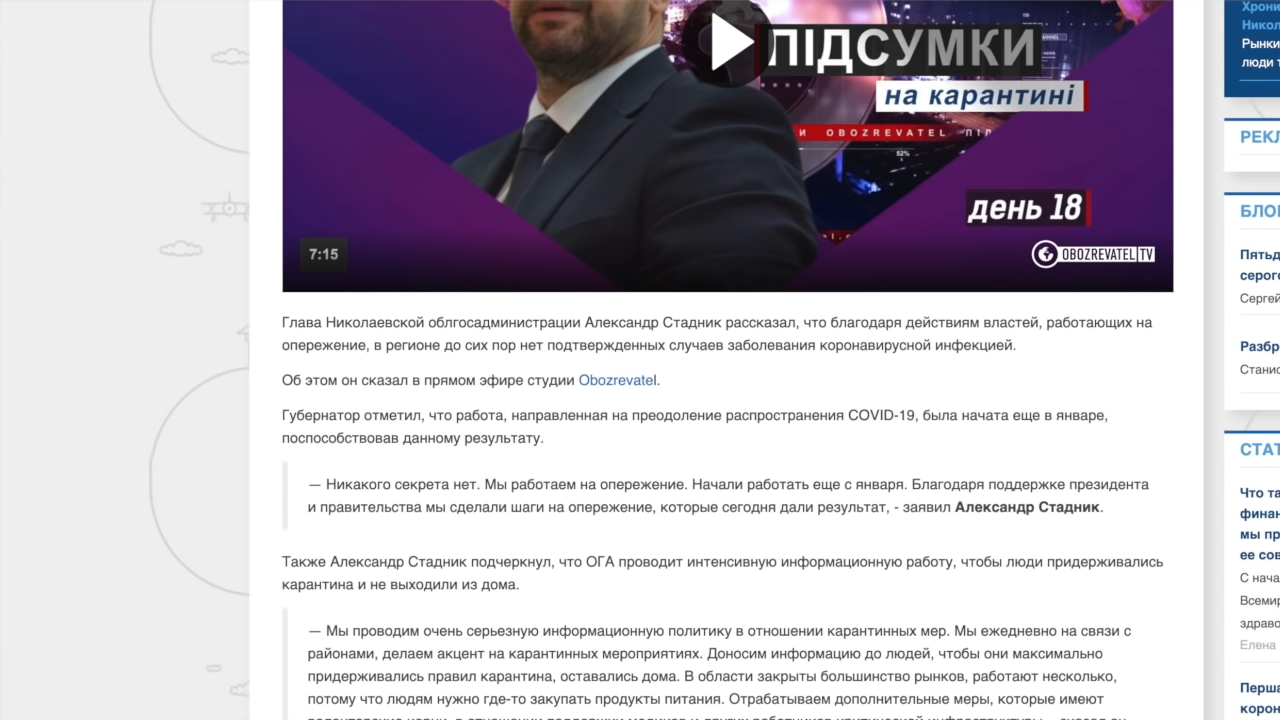 ПІДСУМКИ
на карантині
OBOZREVATEL
52%
день 18
7:15
OBOZREVATEL TV
Глава Николаевской облгосадминистрации Александр Стадник рассказал, что благодаря действиям властей, работающих на
опережение, в регионе до сих пор нет подтвержденных случаев заболевания коронавирусной инфекцией.
Об этом он сказал в прямом эфире студии Obozrevatel.
Губернатор отметил, что работа, направленная на преодоление распространения COVID-19, была начата еще в январе,
поспособствовав данному результату.
— Никакого секрета нет. Мы работаем на опережение. Начали работать еще с января. Благодаря поддержке президента
и правительства мы сделали шаги на опережение, которые сегодня дали результат, - заявил Александр Стадник.
Также Александр Стадник подчеркнул, что ОГА проводит интенсивную информационную работу, чтобы люди придерживались
карантина и не выходили из дома.
— Мы проводим очень серьезную информационную политику в отношении карантинных мер. Мы ежедневно на связи с
районами, делаем акцент на карантинных мероприятиях. Доносим информацию до людей, чтобы они максимально
придерживались правил карантина, оставались дома. В области закрыты большинство рынков, работают несколько,
потому что людям нужно где-то закупать продукты питания. Отрабатываем дополнительные меры, которые имеют
Хрони
Никол
Рынки
люди т
РЕКЛ
БЛО
Пятьд
серого
Сергей
Разбр
Станис
СТАТ
Что та
финан
мы пр
ее сов
С нача
Всемир
здраво
Елена
Перша
корон